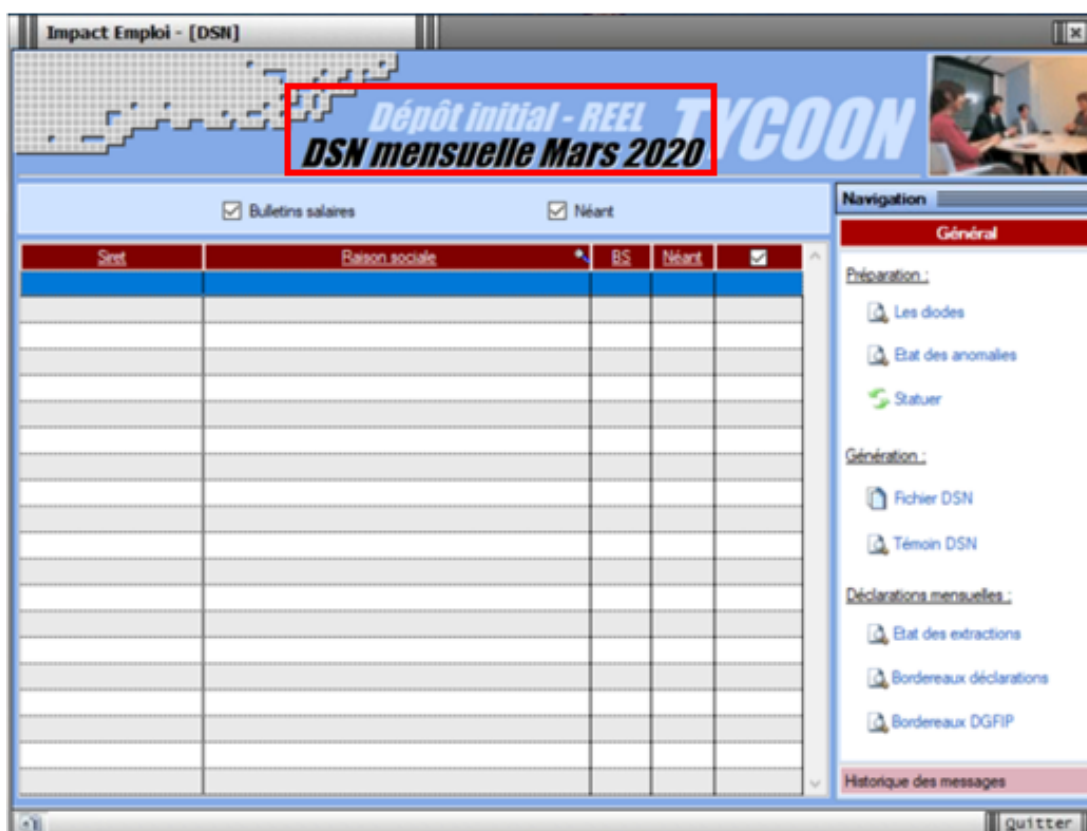 Impact Emploi - [DSN]
Dépôt initial - REEL
TYCOON
DSN mensuelle Mars 2020
Bulletins salaires
Néant
Siret
Raison sociale
BS
Néant
Navigation
Général
Préparation :
Les diodes
Etat des anomalies
Statuer
Génération :
Fichier DSN
Témoin DSN
Déclarations mensuelles :
Etat des extractions
Bordereaux déclarations
Bordereaux DGFIP
Historique des messages
Quitter